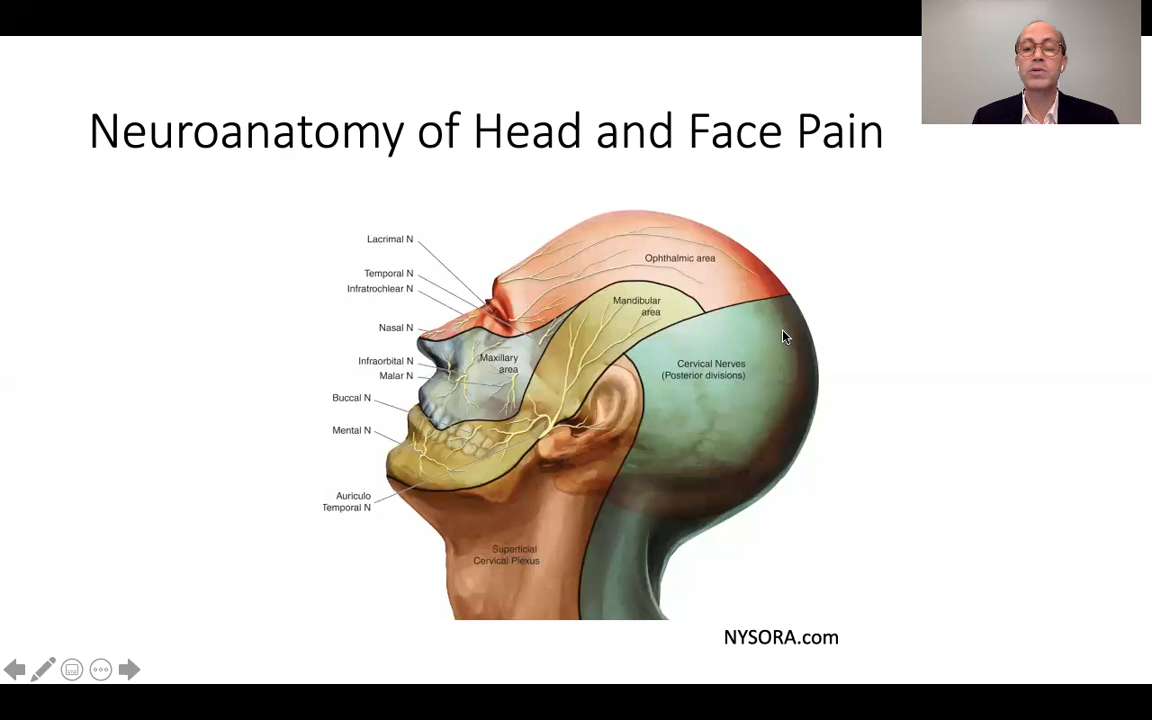 Neuroanatomy of Head and Face Pain
Lacrimal N
Temporal N
Infratrochlear N
Nasal N
Infraorbital N
Malar N
Buccal N
Mental N
Auriculo
Temporal N
Ophthalmic area
Mandibular
area
Maxillary
area
Cervical Nerves
(Posterior divisions)
Superficial
Cervical Plexus
NYSORA.com